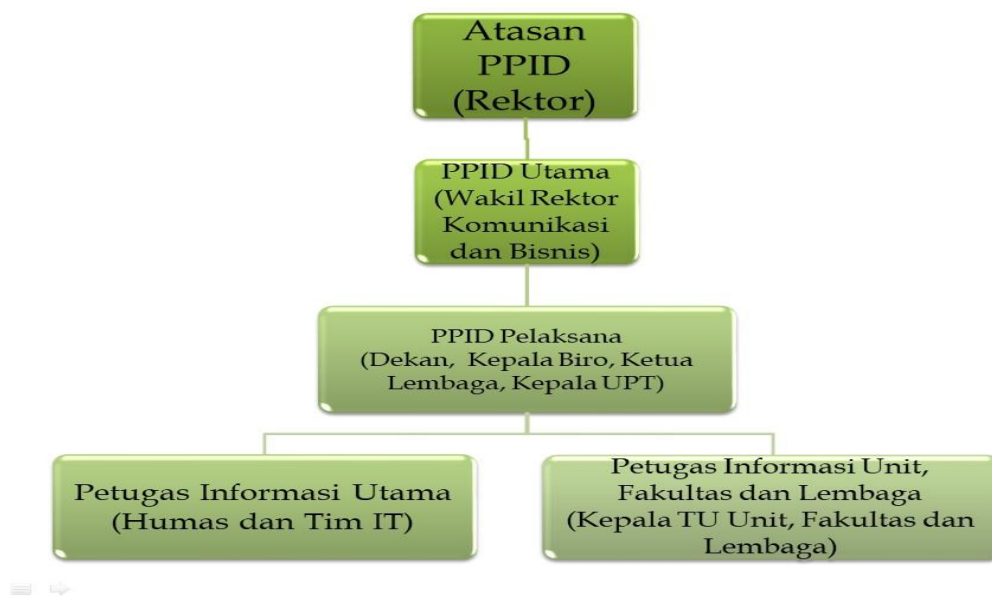 Atasan
PPID
(Rektor)
PPID Utama
(Wakil Rektor
Komunikasi
dan Bisnis)
PPID Pelaksana
(Dekan, Kepala Biro, Ketua
Lembaga, Kepala UPT)
Petugas Informasi Utama
(Humas dan Tim IT)
Petugas Informasi Unit,
Fakultas dan Lembaga
(Kepala TU Unit, Fakultas dan
Lembaga)